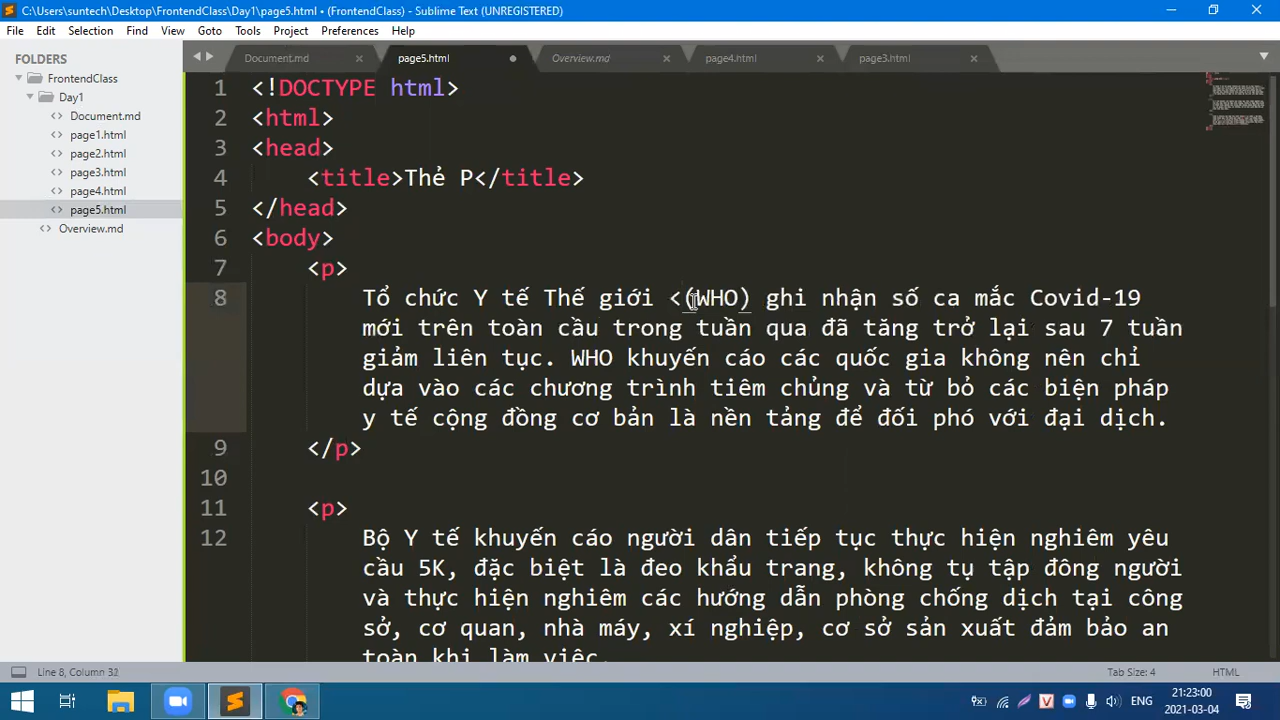 C:\Users\suntech\Desktop\FrontendClass\Day1\page5.html • (FrontendClass) - Sublime Text (UNREGISTERED)
File Edit Selection Find View Goto Tools Project Preferences Help
FOLDERS
FrontendClass
Day1
Document.md
page1.html
page2.html
page3.html
page4.html
page5.html
Overview.md
Document.md page5.html Overview.md page4.html page3.html
1 <!DOCTYPE html>
2 <html>
3 <head>
4 <title>Thẻ P</title>
5 </head>
6 <body>
7 <p>
8 Tổ chức Y tế Thế giới <(WHO) ghi nhận số ca mắc Covid-19
mới trên toàn cầu trong tuần qua đã tăng trở lại sau 7 tuần
giảm liên tục. WHO khuyến cáo các quốc gia không nên chỉ
dựa vào các chương trình tiêm chủng và từ bỏ các biện pháp
y tế cộng đồng cơ bản là nền tảng để đối phó với đại dịch.
9 </p>
10
11 <p>
12 Bộ Y tế khuyến cáo người dân tiếp tục thực hiện nghiêm yêu
cầu 5K, đặc biệt là đeo khẩu trang, không tụ tập đông người
và thực hiện nghiêm các hướng dẫn phòng chống dịch tại công
sở, cơ quan, nhà máy, xí nghiệp, cơ sở sản xuất đảm bảo an
toàn khi làm việc.
Line 8, Column 32
Tab Size: 4
HTML
ENG
21:23:00
2021-03-04